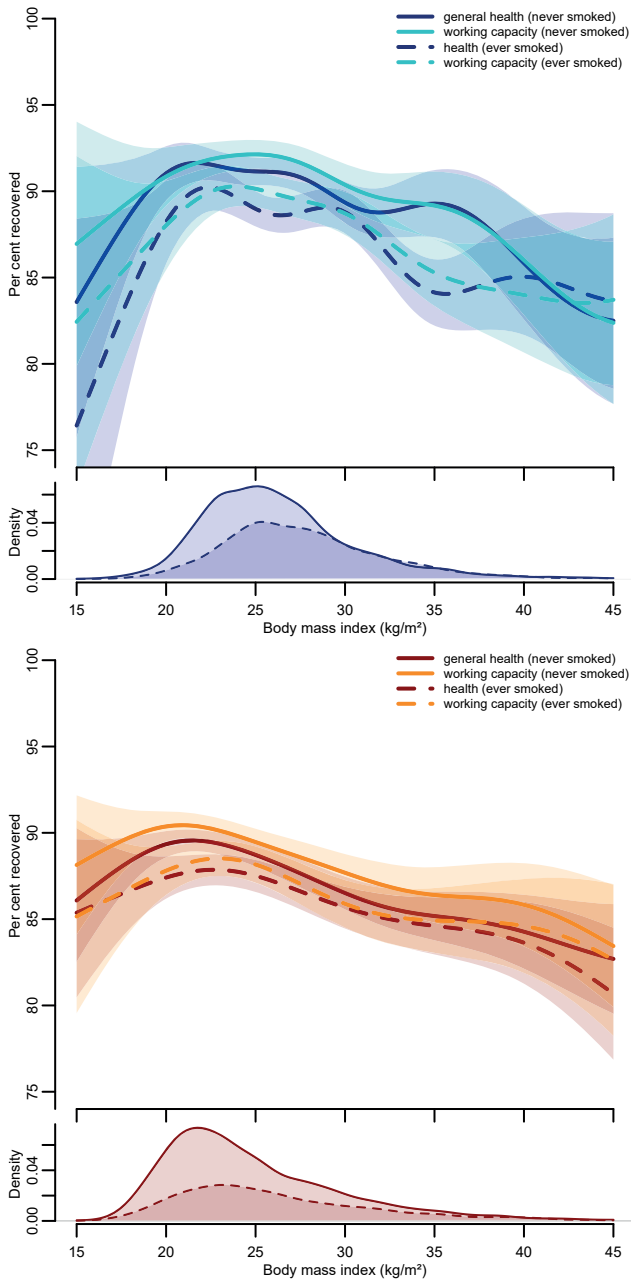 general health (never smoked)
working capacity (never smoked)
health (ever smoked)
working capacity (ever smoked)
Per cent recovered
100
95
90
85
80
75
Density
0.04
0.00
15 20 25 30 35 40 45
Body mass index (kg/m²)
general health (never smoked)
working capacity (never smoked)
health (ever smoked)
working capacity (ever smoked)
Per cent recovered
100
95
90
85
80
75
Density
0.04
0.00
15 20 25 30 35 40 45
Body mass index (kg/m²)